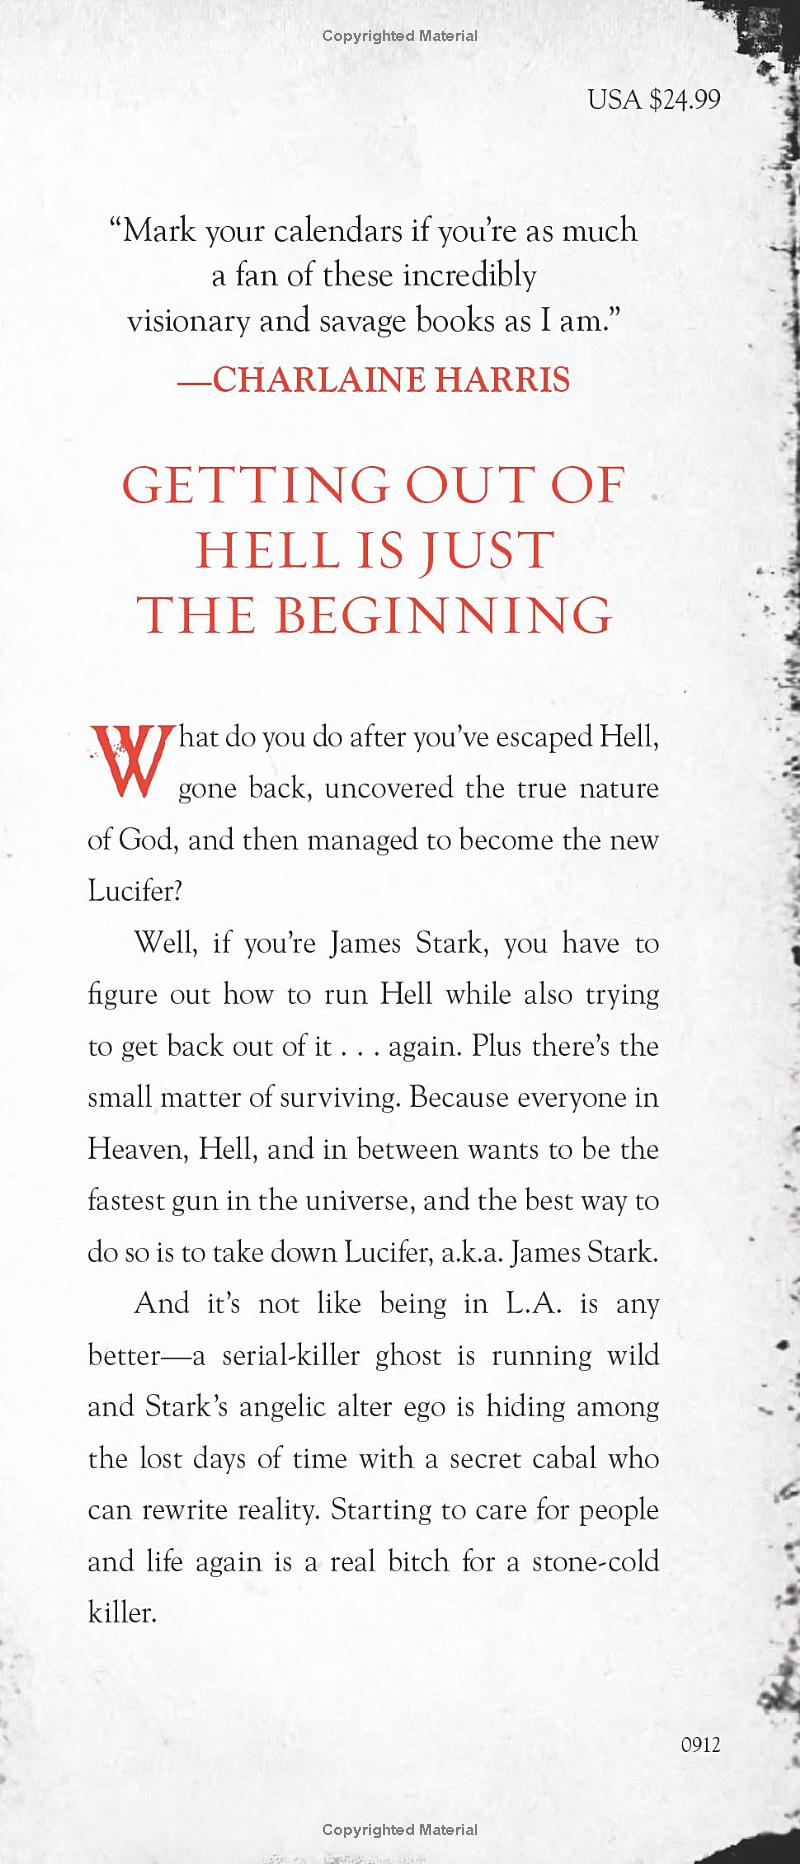 Copyrighted Material
USA $24.99
“Mark your calendars if you’re as much
a fan of these incredibly
visionary and savage books as I am.”
—CHARLAINE HARRIS
GETTING OUT OF
HELL IS JUST
THE BEGINNING
What do you do after you’ve escaped Hell,
gone back, uncovered the true nature
of God, and then managed to become the new
Lucifer?
Well, if you’re James Stark, you have to
figure out how to run Hell while also trying
to get back out of it . . . again. Plus there’s the
small matter of surviving. Because everyone in
Heaven, Hell, and in between wants to be the
fastest gun in the universe, and the best way to
do so is to take down Lucifer, a.k.a. James Stark.
And it’s not like being in L.A. is any
better—a serial-killer ghost is running wild
and Stark’s angelic alter ego is hiding among
the lost days of time with a secret cabal who
can rewrite reality. Starting to care for people
and life again is a real bitch for a stone-cold
killer.
0912
Copyrighted Material